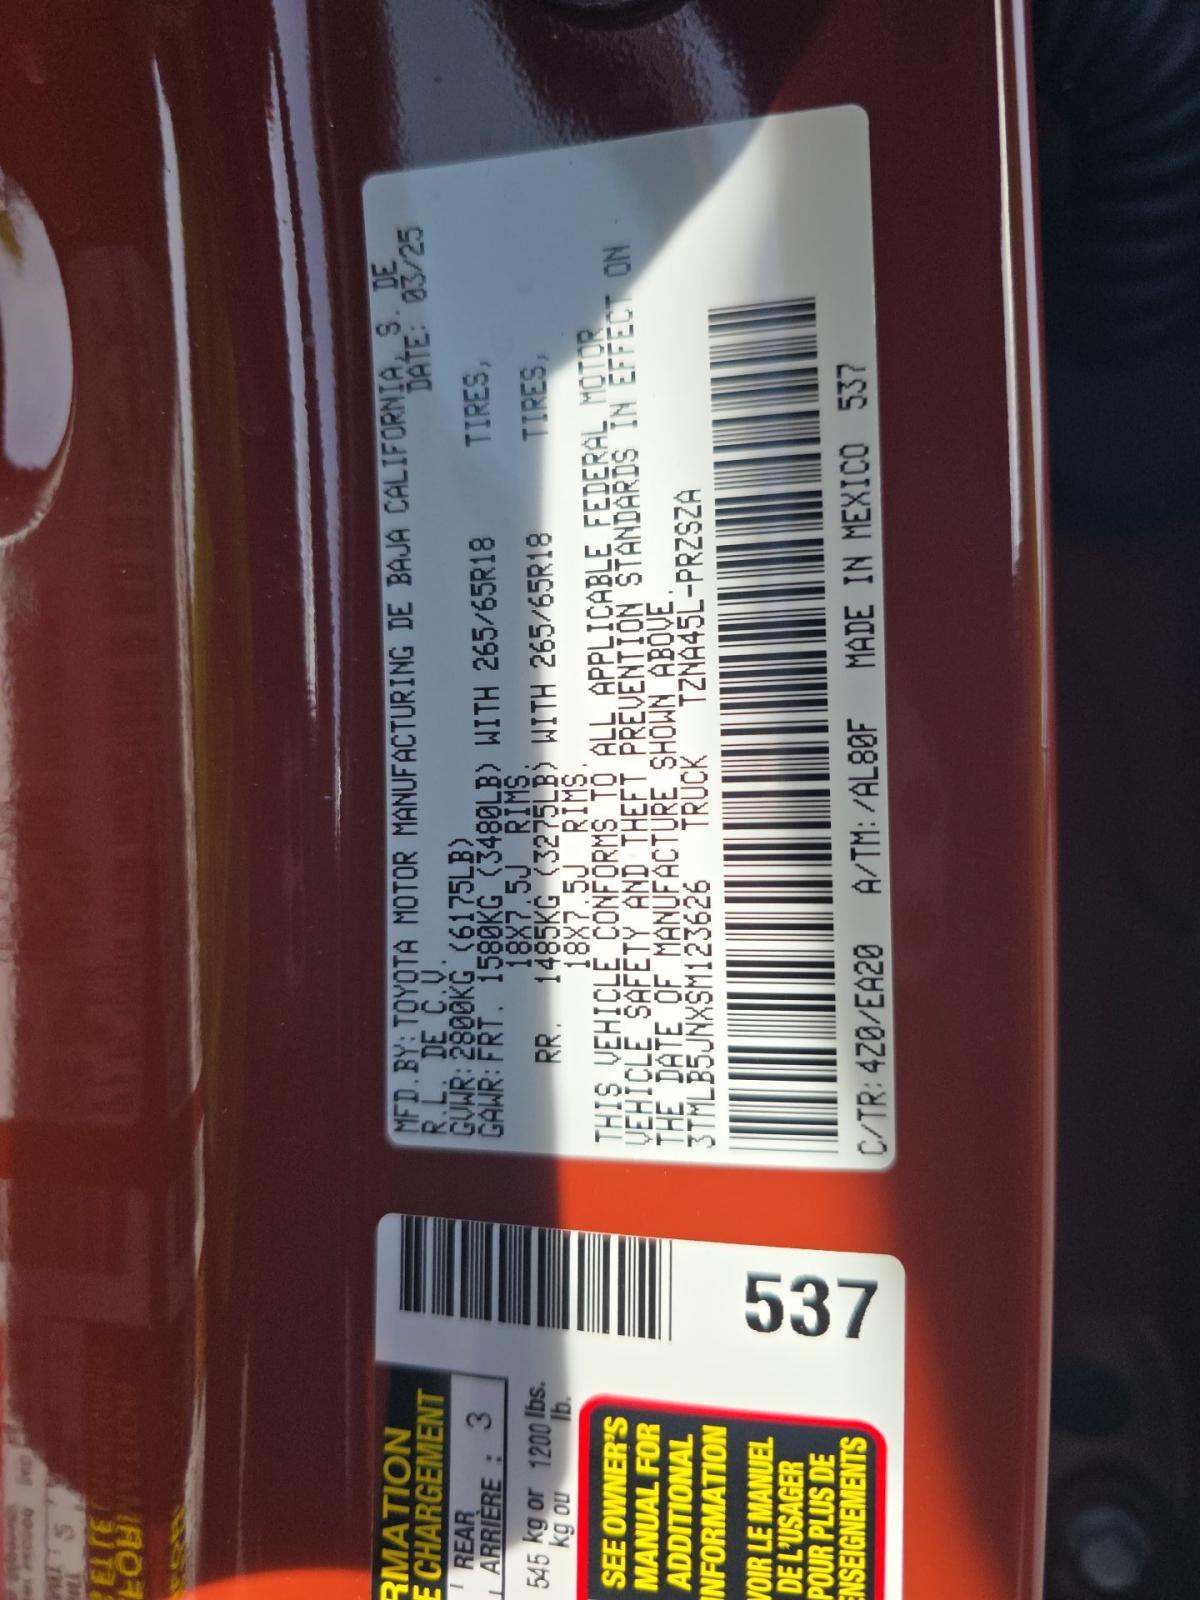 MFD.BY:TOYOTA MOTOR MANUFACTURING DE BAJA CALIFORNIA, S. DE
R.L. DE C.V. DATE: 03/25
GVWR:2800KG (6175LB)
GAWR:FRT. 1580KG (3480LB) WITH 265/65R18 TIRES,
18X7.5J RIMS.
RR. 1485KG (3275LB) WITH 265/65R18 TIRES,
18X7.5J RIMS.
THIS VEHICLE CONFORMS TO ALL APPLICABLE FEDERAL MOTOR
VEHICLE SAFETY AND THEFT PREVENTION STANDARDS IN EFFECT ON
THE DATE OF MANUFACTURE SHOWN ABOVE.
3TMLB5JNXSM123626 TRUCK TZNA45L-PRZSZA
C/TR:4Z0/EA20 A/TM:/AL80F MADE IN MEXICO 537
RMATION
E CHARGEMENT
REAR
ARRIÈRE : 3
545 kg or 1200 lbs.
kg ou lb.
537
SEE OWNER'S
MANUAL FOR
ADDITIONAL
INFORMATION
VOIR LE MANUEL
DE L'USAGER
POUR PLUS DE
ENSEIGNEMENTS